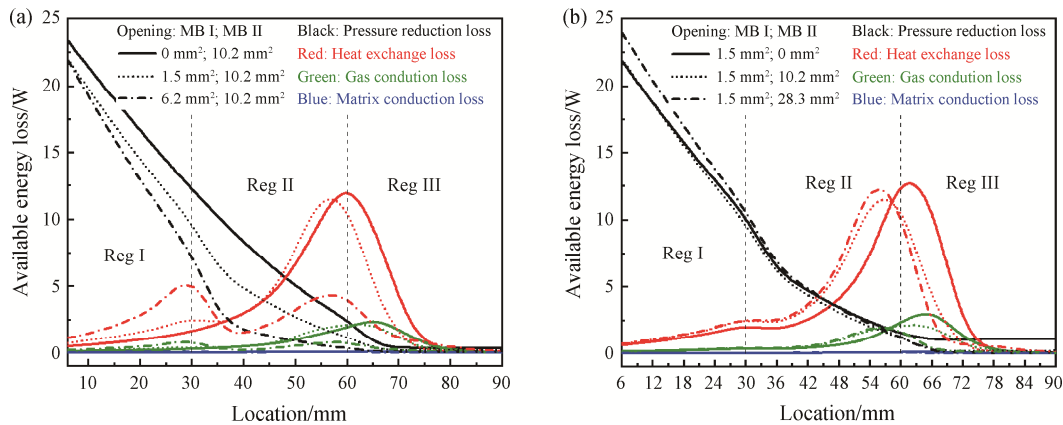 (a)
Opening: MB I; MB II Black: Pressure reduction loss
0 mm²; 10.2 mm² Red: Heat exchange loss
1.5 mm²; 10.2 mm² Green: Gas condution loss
6.2 mm²; 10.2 mm² Blue: Matrix conduction loss
Reg I
Reg II
Reg III
Available energy loss/W
25
20
15
10
5
0
10 20 30 40 50 60 70 80 90
Location/mm
(b)
Opening: MB I; MB II Black: Pressure reduction loss
1.5 mm²; 0 mm² Red: Heat exchange loss
1.5 mm²; 10.2 mm² Green: Gas condution loss
1.5 mm²; 28.3 mm² Blue: Matrix conduction loss
Reg I
Reg II
Reg III
Available energy loss/W
25
20
15
10
5
0
6 12 18 24 30 36 42 48 54 60 66 72 78 84 90
Location/mm